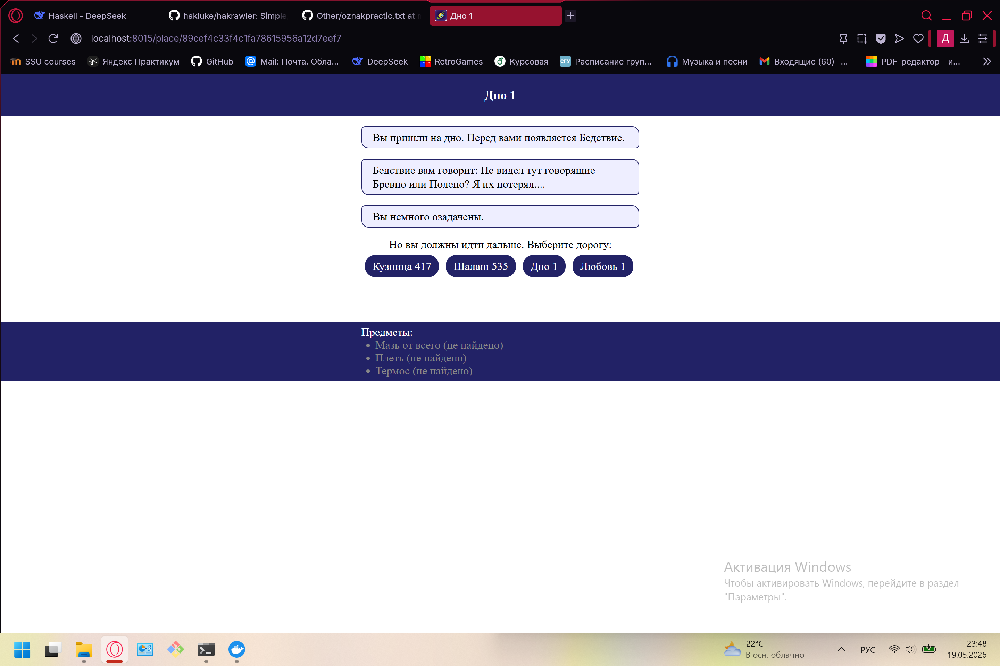 Haskell - DeepSeek
hakluke/hakrawler: Simple
Other/oznakpractic.txt at
Дно 1
localhost:8015/place/89cef4c33f4c1fa78615956a12d7eef7
Д
SSU courses
Яндекс Практикум
GitHub
Mail: Почта, Обла...
DeepSeek
RetroGames
Курсовая
СГУ
Расписание груп...
Музыка и песни
Входящие (60) -...
PDF-редактор - и...
Дно 1
Вы пришли на дно. Перед вами появляется Бедствие.
Бедствие вам говорит: Не видел тут говорящие
Бревно или Полено? Я их потерял....
Вы немного озадачены.
Но вы должны идти дальше. Выберите дорогу:
Кузница 417
Шалаш 535
Дно 1
Любовь 1
Предметы:
Мазь от всего (не найдено)
Плеть (не найдено)
Термос (не найдено)
Активация Windows
Чтобы активировать Windows, перейдите в раздел
"Параметры".
22°C
В осн. облачно
РУС
23:48
19.05.2026